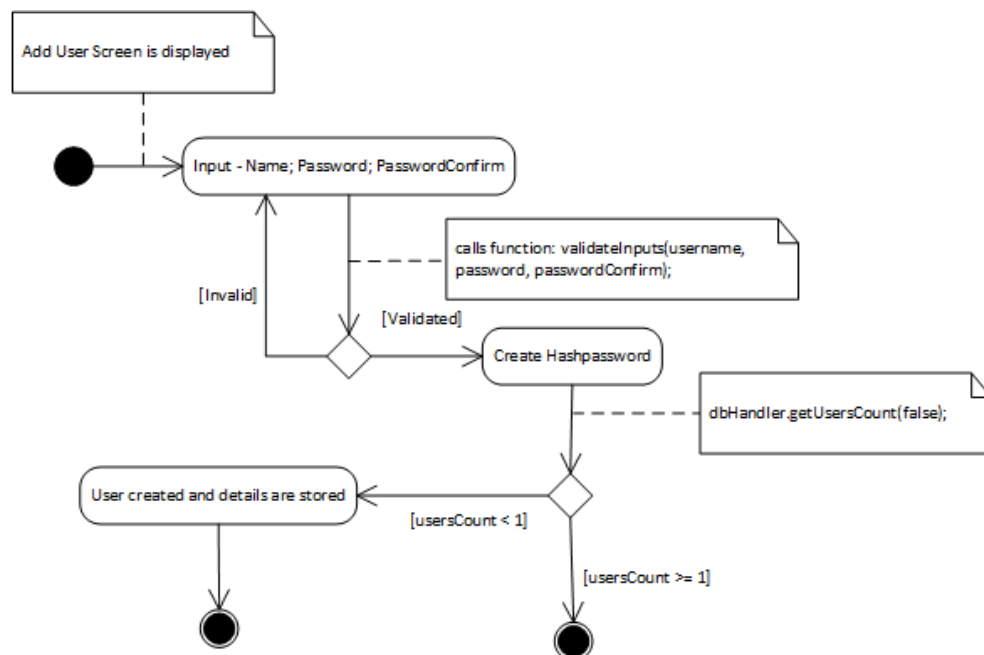 Add User Screen is displayed
Input - Name; Password; PasswordConfirm
calls function: validateInputs(username,
password, passwordConfirm);
[Invalid]
[Validated]
Create Hashpassword
dbHandler.getUsersCount(false);
User created and details are stored
[usersCount < 1]
[usersCount >= 1]